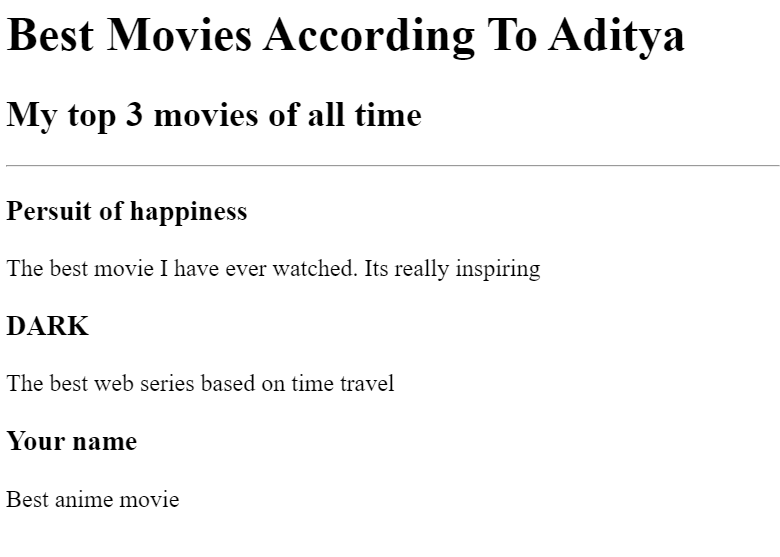 Best Movies According To Aditya
My top 3 movies of all time
Persuit of happiness
The best movie I have ever watched. Its really inspiring
DARK
The best web series based on time travel
Your name
Best anime movie